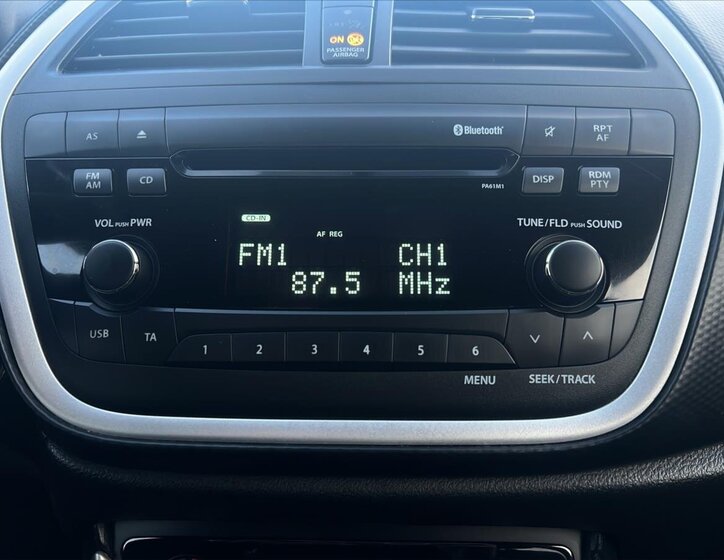 ON
PASSENGER
AIRBAG
AS
Bluetooth®
RPT
AF
FM
AM
CD
PA61M1
DISP
RDM
PTY
VOL PUSH PWR
CD-IN
AF REG
TUNE/FLD PUSH SOUND
FM1 CH1
87.5 MHz
USB
TA
1 2 3 4 5 6
MENU
SEEK/TRACK